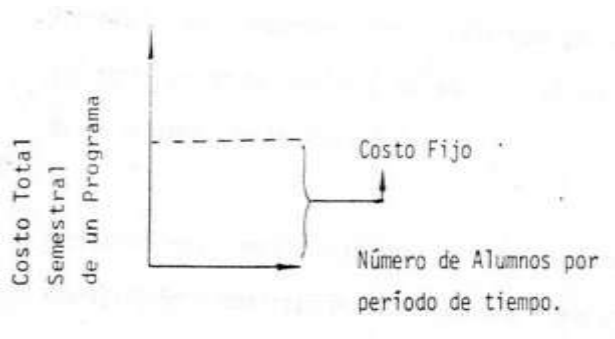 Costo Total
Semestral
de un Programa
Costo Fijo
Número de Alumnos por
período de tiempo.